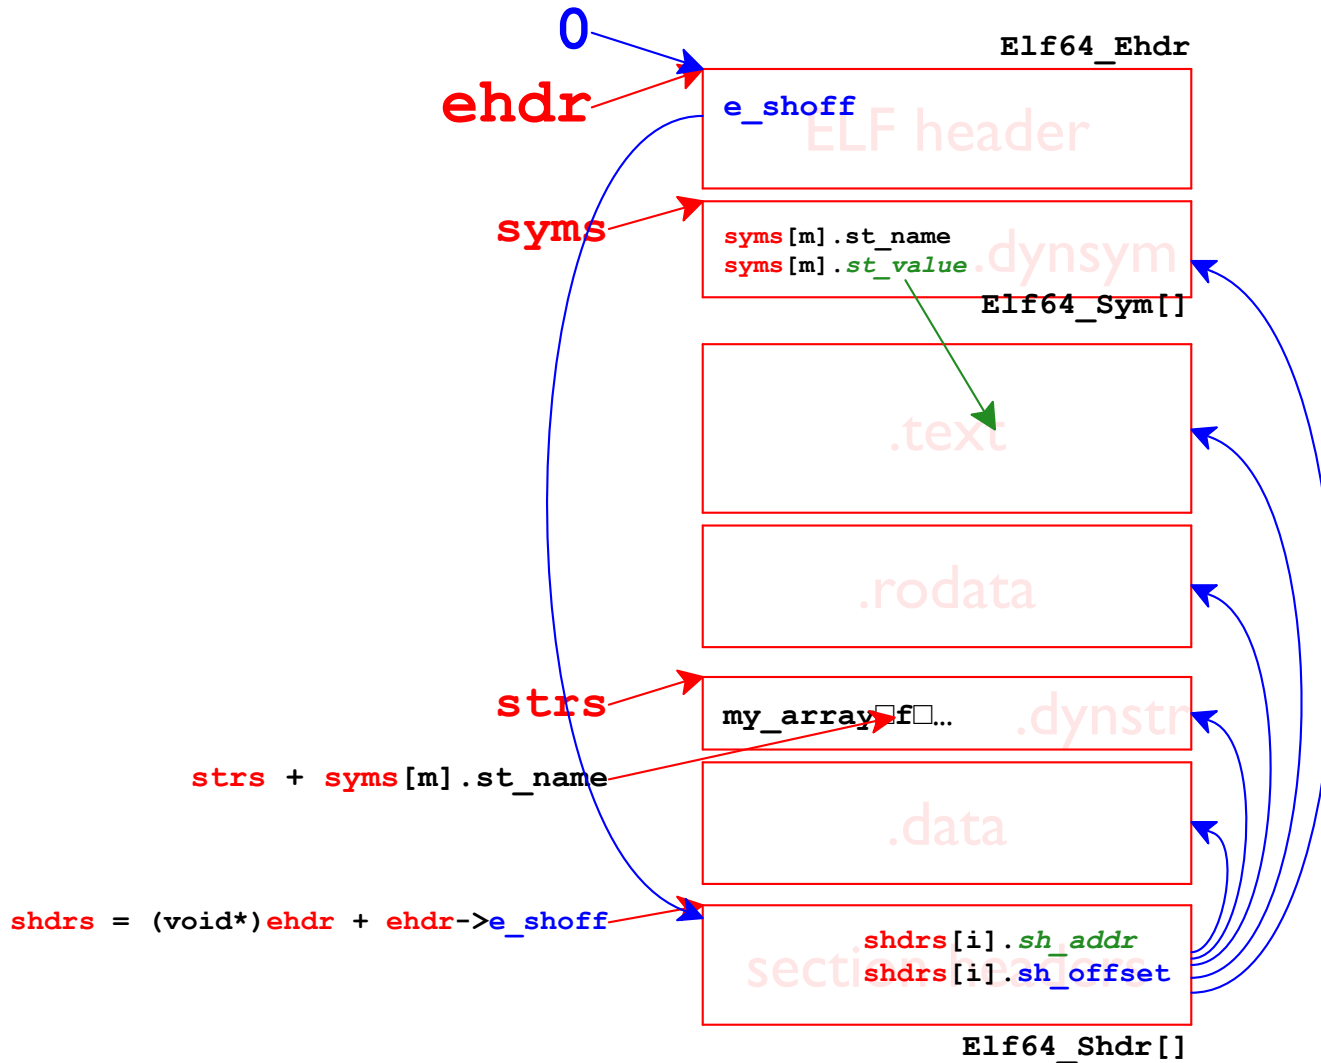 0
Elf64_Ehdr
ehdr
e_shoff
ELF header
syms
syms[m].st_name
syms[m].st_value
.dynsym
Elf64_Sym[]
.text
.rodata
strs
my_array□f□…
.dynstr
strs + syms[m].st_name
.data
shdrs = (void*)ehdr + ehdr->e_shoff
shdrs[i].sh_addr
shdrs[i].sh_offset
section headers
Elf64_Shdr[]